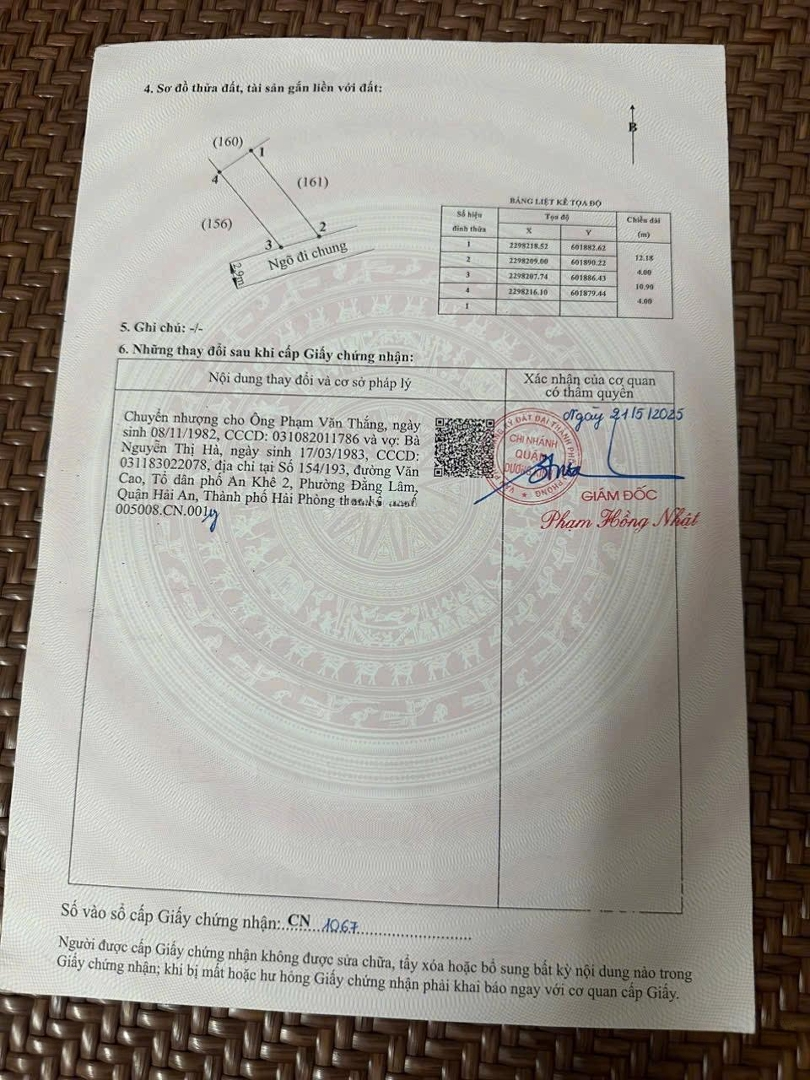 4. Sơ đồ thửa đất, tài sản gắn liền với đất:
B
(160)
1
4
(161)
(156)
2
3
Ngõ đi chung
2.9m
BẢNG LIỆT KÊ TỌA ĐỘ
Số hiệu đỉnh thửa Tọa độ Chiều dài (m)
X Y
1 2298218.52 601882.62
12.18
2 2298209.00 601890.22
4.00
3 2298207.74 601886.43
10.90
4 2298216.10 601879.44
4.00
1
5. Ghi chú: -/-
6. Những thay đổi sau khi cấp Giấy chứng nhận:
Nội dung thay đổi và cơ sở pháp lý
Xác nhận của cơ quan
có thẩm quyền
Chuyển nhượng cho Ông Phạm Văn Thắng, ngày
sinh 08/11/1982, CCCD: 031082011786 và vợ: Bà
Nguyễn Thị Hà, ngày sinh 17/03/1983, CCCD:
031183022078, địa chỉ tại Số 154/193, đường Văn
Cao, Tổ dân phố An Khê 2, Phường Đằng Lâm,
Quận Hải An, Thành phố Hải Phòng theo hồ
005008.CN.001
Ngày 21/5/2025
CHI NHÁNH
QUẬN
GIÁM ĐỐC
Phạm Hồng Nhật
Số vào sổ cấp Giấy chứng nhận: CN 1067
Người được cấp Giấy chứng nhận không được sửa chữa, tẩy xóa hoặc bổ sung bất kỳ nội dung nào trong
Giấy chứng nhận; khi bị mất hoặc hư hỏng Giấy chứng nhận phải khai báo ngay với cơ quan cấp Giấy.